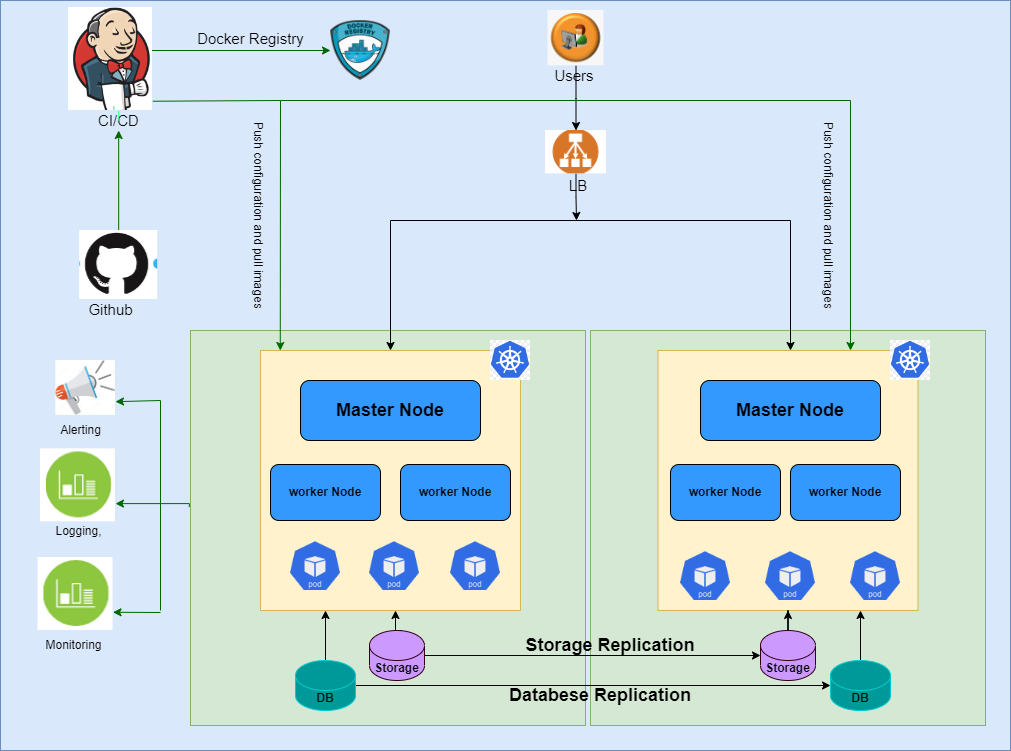 Docker Registry
DOCKER
REGISTRY
Users
CI/CD
LB
Push configuration and pull images
Push configuration and pull images
Github
Alerting
Logging,
Monitoring
Master Node
worker Node
worker Node
pod
pod
pod
Master Node
worker Node
worker Node
pod
pod
pod
Storage Replication
Storage
Storage
Databese Replication
DB
DB